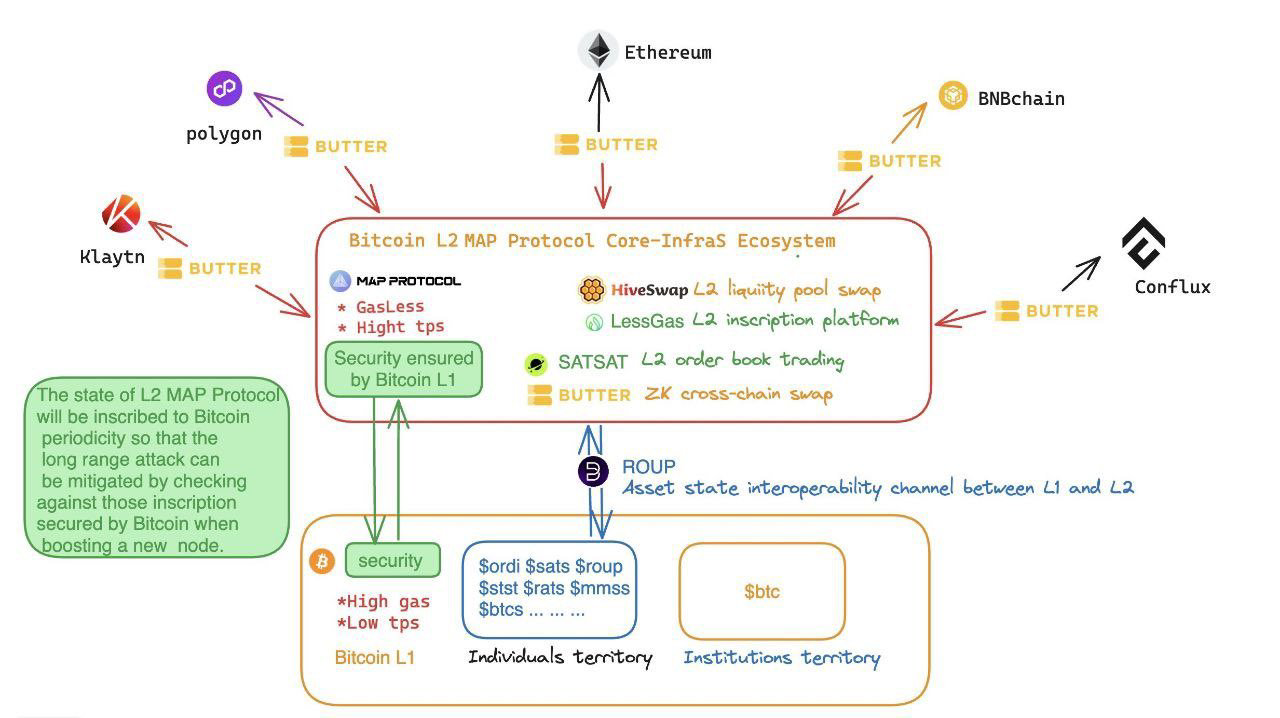 Ethereum
polygon
BNBchain
BUTTER
BUTTER
BUTTER
Klaytn
BUTTER
Conflux
BUTTER
Bitcoin L2 MAP Protocol Core-InfraS Ecosystem
MAP PROTOCOL
* GasLess
* Hight tps
Security ensured
by Bitcoin L1
HiveSwap L2 liquiity pool swap
LessGas L2 inscription platform
SATSAT L2 order book trading
BUTTER ZK cross-chain swap
The state of L2 MAP Protocol
will be inscribed to Bitcoin
periodicity so that the
long range attack can
be mitigated by checking
against those inscription
secured by Bitcoin when
boosting a new node.
ROUP
Asset state interoperability channel between L1 and L2
security
*High gas
*Low tps
Bitcoin L1
$ordi $sats $roup
$stst $rats $mmss
$btcs ... ... ...
Individuals territory
$btc
Institutions territory